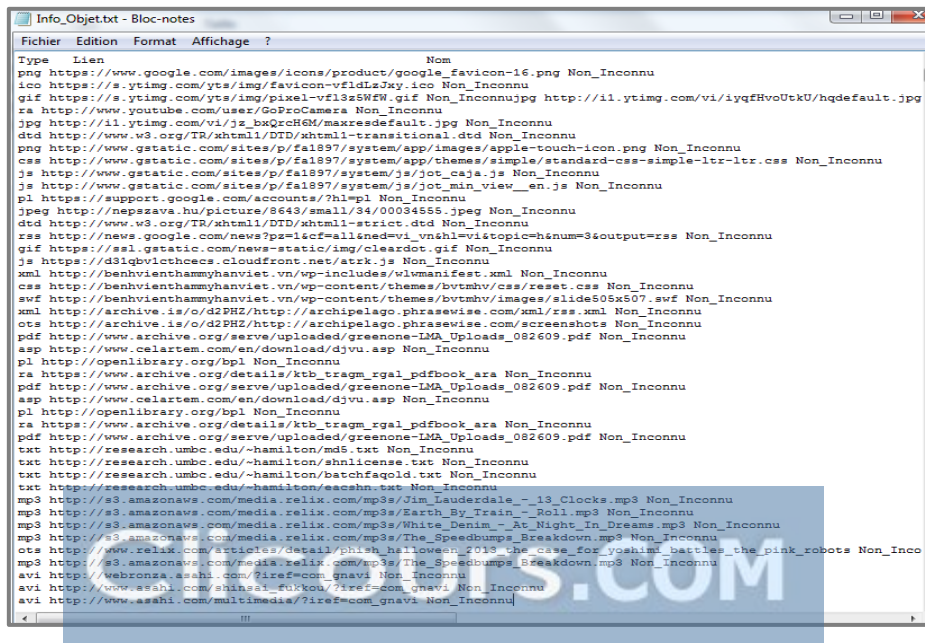 Info_Objet.txt - Bloc-notes
Fichier Edition Format Affichage ?
Type Lien Nom
png https://www.google.com/images/icons/product/google_favicon-16.png Non_Inconnu
ico https://s.ytimg.com/yts/img/favicon-vfldLzJxy.ico Non_Inconnu
gif https://s.ytimg.com/yts/img/pixel-vfl3z5WfW.gif Non_Inconnujpg http://i1.ytimg.com/vi/iyqfHvoUtkU/hqdefault.jpg
ra http://www.youtube.com/user/GoProCamera Non_Inconnu
jpg http://i1.ytimg.com/vi/jz_bxQrcH6M/maxresdefault.jpg Non_Inconnu
dtd http://www.w3.org/TR/xhtml1/DTD/xhtml1-transitional.dtd Non_Inconnu
png http://www.gstatic.com/sites/p/fa1897/system/app/images/apple-touch-icon.png Non_Inconnu
css http://www.gstatic.com/sites/p/fa1897/system/app/themes/simple/standard-css-simple-ltr-ltr.css Non_Inconnu
js http://www.gstatic.com/sites/p/fa1897/system/js/jot_caja.js Non_Inconnu
js http://www.gstatic.com/sites/p/fa1897/system/js/jot_min_view__en.js Non_Inconnu
pl https://support.google.com/accounts/?hl=pl Non_Inconnu
jpeg http://nepszava.hu/picture/8643/small/34/00034555.jpeg Non_Inconnu
dtd http://www.w3.org/TR/xhtml1/DTD/xhtml1-strict.dtd Non_Inconnu
rss http://news.google.com/news?pz=1&cf=all&ned=vi_vn&hl=vi&topic=h&num=3&output=rss Non_Inconnu
gif https://ssl.gstatic.com/news-static/img/cleardot.gif Non_Inconnu
js https://d31qbv1cthcecs.cloudfront.net/atrk.js Non_Inconnu
xml http://benhvienthammyhanviet.vn/wp-includes/wlwmanifest.xml Non_Inconnu
css http://benhvienthammyhanviet.vn/wp-content/themes/bvtmhv/css/reset.css Non_Inconnu
swf http://benhvienthammyhanviet.vn/wp-content/themes/bvtmhv/images/slide505x507.swf Non_Inconnu
xml http://archive.is/o/d2PHZ/http://archipelago.phrasewise.com/xml/rss.xml Non_Inconnu
ots http://archive.is/o/d2PHZ/http://archipelago.phrasewise.com/screenshots Non_Inconnu
pdf http://www.archive.org/serve/uploaded/greenone-LMA_Uploads_082609.pdf Non_Inconnu
asp http://www.celartem.com/en/download/djvu.asp Non_Inconnu
pl http://openlibrary.org/bpl Non_Inconnu
ra https://www.archive.org/details/ktb_tragm_rgal_pdfbook_ara Non_Inconnu
pdf http://www.archive.org/serve/uploaded/greenone-LMA_Uploads_082609.pdf Non_Inconnu
asp http://www.celartem.com/en/download/djvu.asp Non_Inconnu
pl http://openlibrary.org/bpl Non_Inconnu
ra https://www.archive.org/details/ktb_tragm_rgal_pdfbook_ara Non_Inconnu
pdf http://www.archive.org/serve/uploaded/greenone-LMA_Uploads_082609.pdf Non_Inconnu
txt http://research.umbc.edu/~hamilton/md5.txt Non_Inconnu
txt http://research.umbc.edu/~hamilton/shnlicense.txt Non_Inconnu
txt http://research.umbc.edu/~hamilton/batchfaqold.txt Non_Inconnu
txt http://research.umbc.edu/~hamilton/eacshn.txt Non_Inconnu
mp3 http://s3.amazonaws.com/media.relix.com/mp3s/Jim_Lauderdale_-_13_Clocks.mp3 Non_Inconnu
mp3 http://s3.amazonaws.com/media.relix.com/mp3s/Earth_By_Train_-_Roll.mp3 Non_Inconnu
mp3 http://s3.amazonaws.com/media.relix.com/mp3s/White_Denim_-_At_Night_In_Dreams.mp3 Non_Inconnu
mp3 http://s3.amazonaws.com/media.relix.com/mp3s/The_Speedbumps_Breakdown.mp3 Non_Inconnu
ots http://www.relix.com/articles/detail/phish_halloween_2013_the_case_for_yoshimi_battles_the_pink_robots Non_Inco
mp3 http://s3.amazonaws.com/media.relix.com/mp3s/The_Speedbumps_Breakdown.mp3 Non_Inconnu
avi http://webronza.asahi.com/?iref=com_gnavi Non_Inconnu
avi http://www.asahi.com/shinsai_fukkou/?iref=com_gnavi Non_Inconnu
avi http://www.asahi.com/multimedia/?iref=com_gnavi Non_Inconnu
Clicours.COM